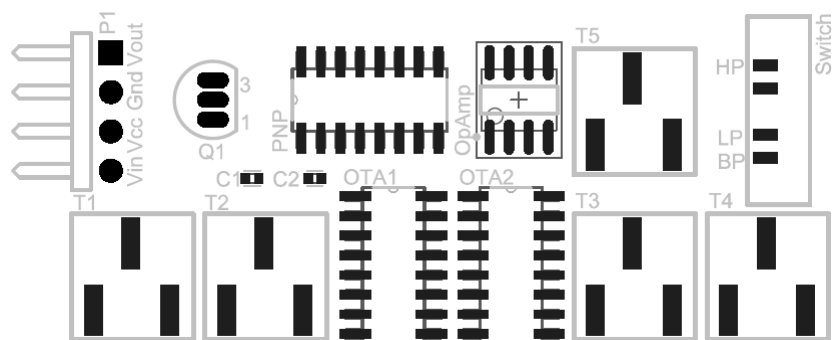 P1
Vout
Gnd
Vcc
Vin
3
1
Q1
PNP
OpAmp
T5
Switch
HP
LP
BP
C1
C2
OTA1
OTA2
T1
T2
T3
T4